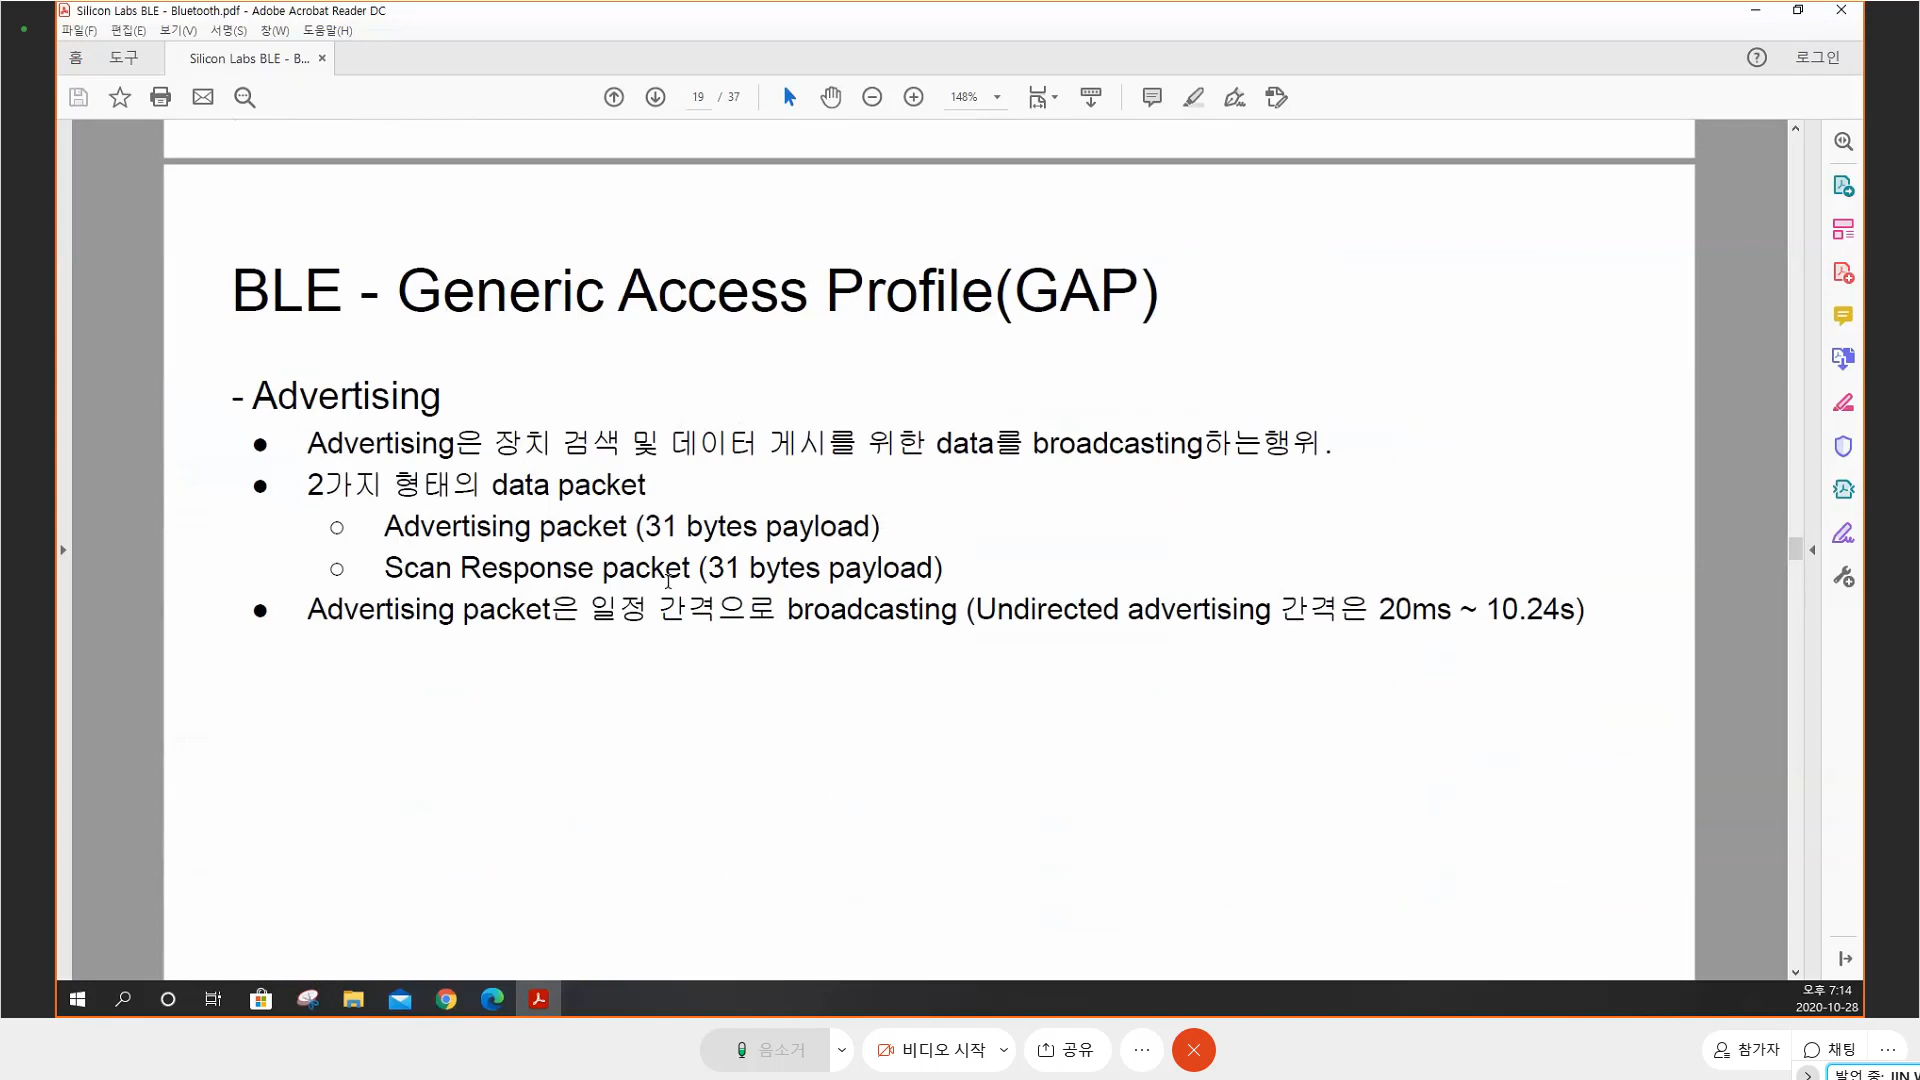 Silicon Labs BLE - Bluetooth.pdf - Adobe Acrobat Reader DC
파일(F) 편집(E) 보기(V) 서명(S) 창(W) 도움말(H)
홈 도구 Silicon Labs BLE - B... × 로그인
19 / 37 148%
BLE - Generic Access Profile(GAP)
- Advertising
● Advertising은 장치 검색 및 데이터 게시를 위한 data를 broadcasting하는행위.
● 2가지 형태의 data packet
○ Advertising packet (31 bytes payload)
○ Scan Response packet (31 bytes payload)
● Advertising packet은 일정 간격으로 broadcasting (Undirected advertising 간격은 20ms ~ 10.24s)
오후 7:14
2020-10-28
음소거 비디오 시작 공유 ... 참가자 채팅 ...
발언 중: JIN